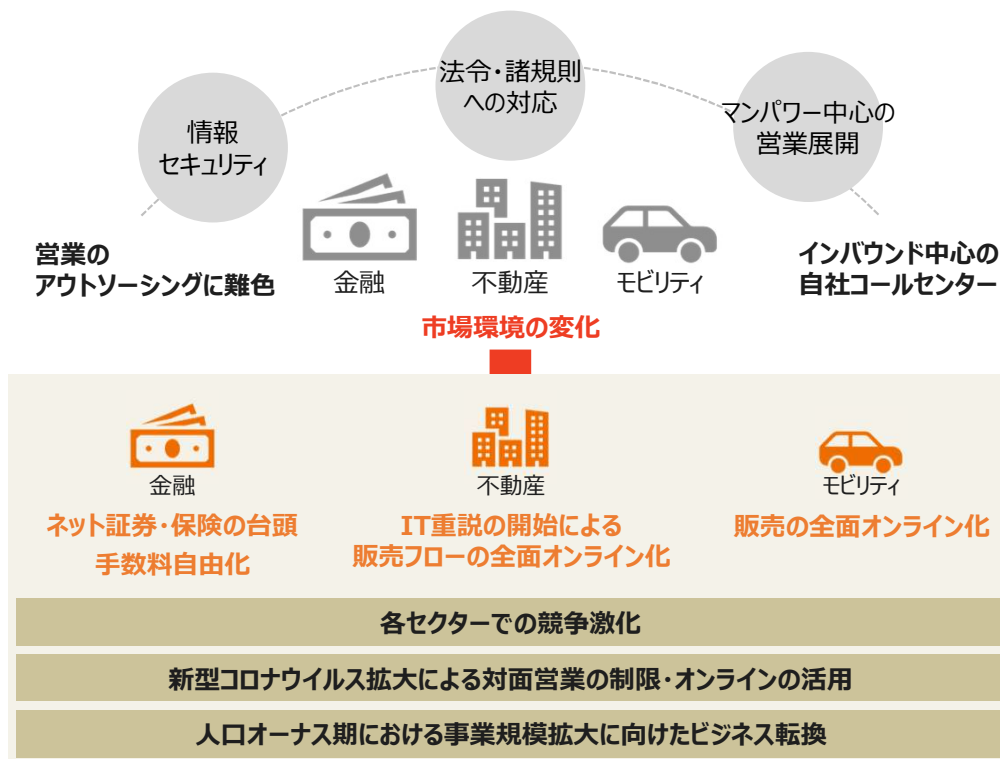 法令・諸規則
への対応
情報
セキュリティ
マンパワー中心の
営業展開
営業の
アウトソーシングに難色
金融
不動産
モビリティ
インバウンド中心の
自社コールセンター
市場環境の変化
金融
不動産
モビリティ
ネット証券・保険の台頭
手数料自由化
IT重説の開始による
販売フローの全面オンライン化
販売の全面オンライン化
各セクターでの競争激化
新型コロナウイルス拡大による対面営業の制限・オンラインの活用
人口オーナス期における事業規模拡大に向けたビジネス転換